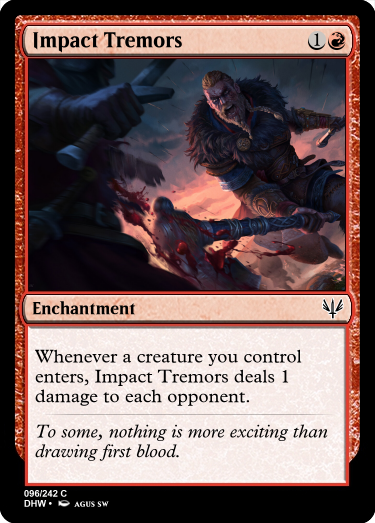 Impact Tremors 1
Enchantment
Whenever a creature you control
enters, Impact Tremors deals 1
damage to each opponent.
To some, nothing is more exciting than
drawing first blood.
096/242 C
DHW • AGUS SW